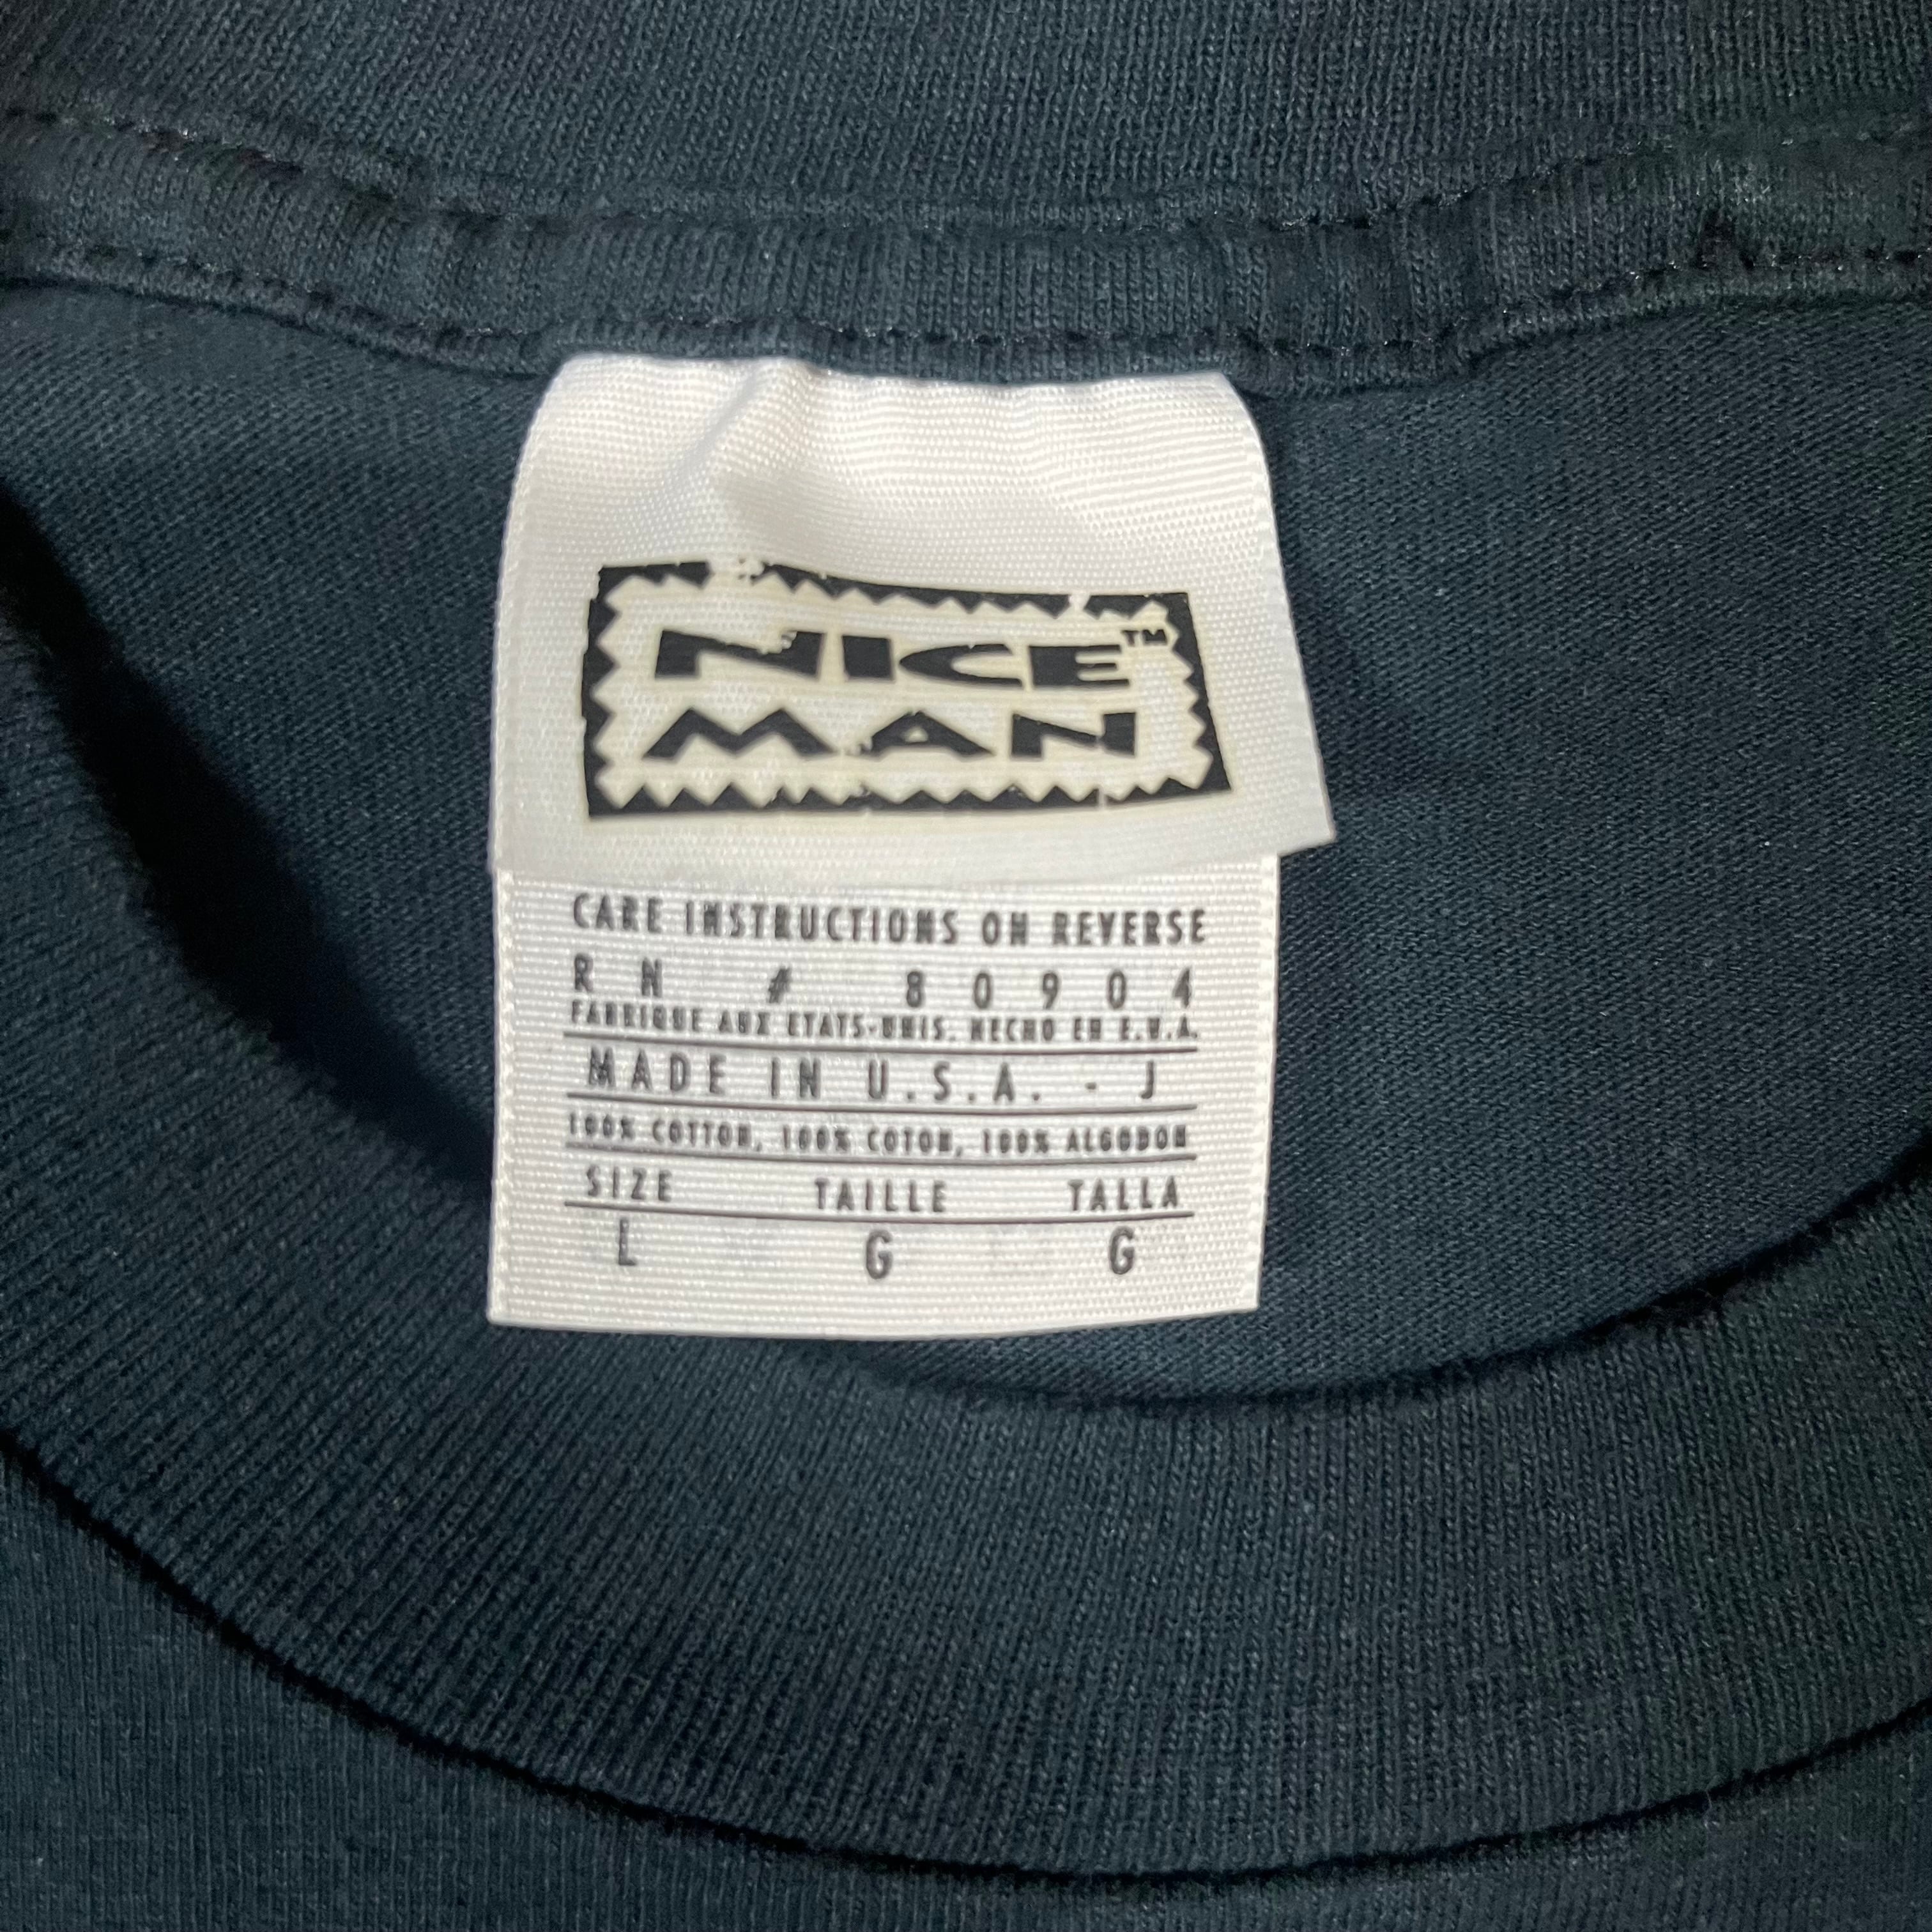 NICE™
MAN
CARE INSTRUCTIONS ON REVERSE
RN # 80904
FABRIQUE AUX ETATS-UNIS. HECHO EN E.U.A.
MADE IN U.S.A. - J
100% COTTON, 100% COTON, 100% ALGODON
SIZE TAILLE TALLA
L G G